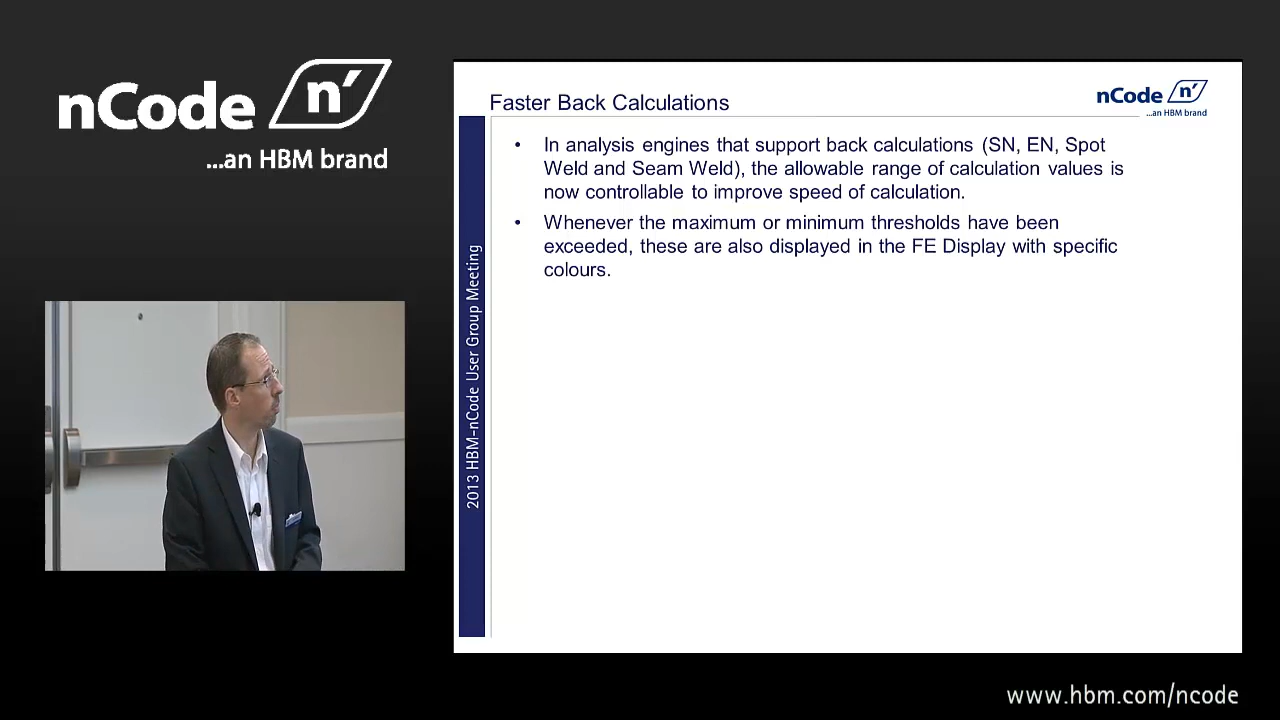 nCode n'
...an HBM brand
Faster Back Calculations
nCode n'
...an HBM brand
• In analysis engines that support back calculations (SN, EN, Spot
Weld and Seam Weld), the allowable range of calculation values is
now controllable to improve speed of calculation.
• Whenever the maximum or minimum thresholds have been
exceeded, these are also displayed in the FE Display with specific
colours.
2013 HBM-nCode User Group Meeting
www.hbm.com/ncode